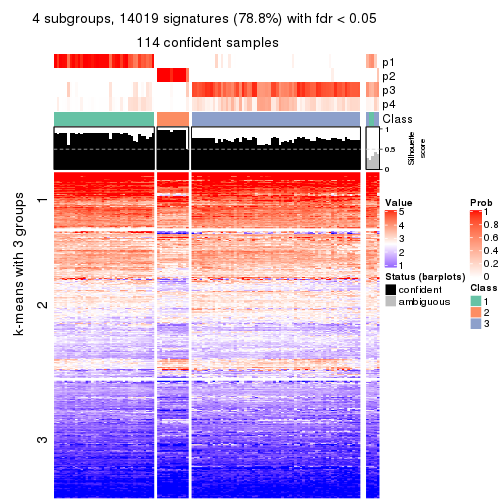 4 subgroups, 14019 signatures (78.8%) with fdr < 0.05
114 confident samples
p1
p2
p3
p4
Class
1
0.5
0
Silhouette
score
k-means with 3 groups
1
2
3
Value
5
4
3
2
1
Status (barplots)
confident
ambiguous
Prob
1
0.8
0.6
0.4
0.2
0
Class
1
2
3